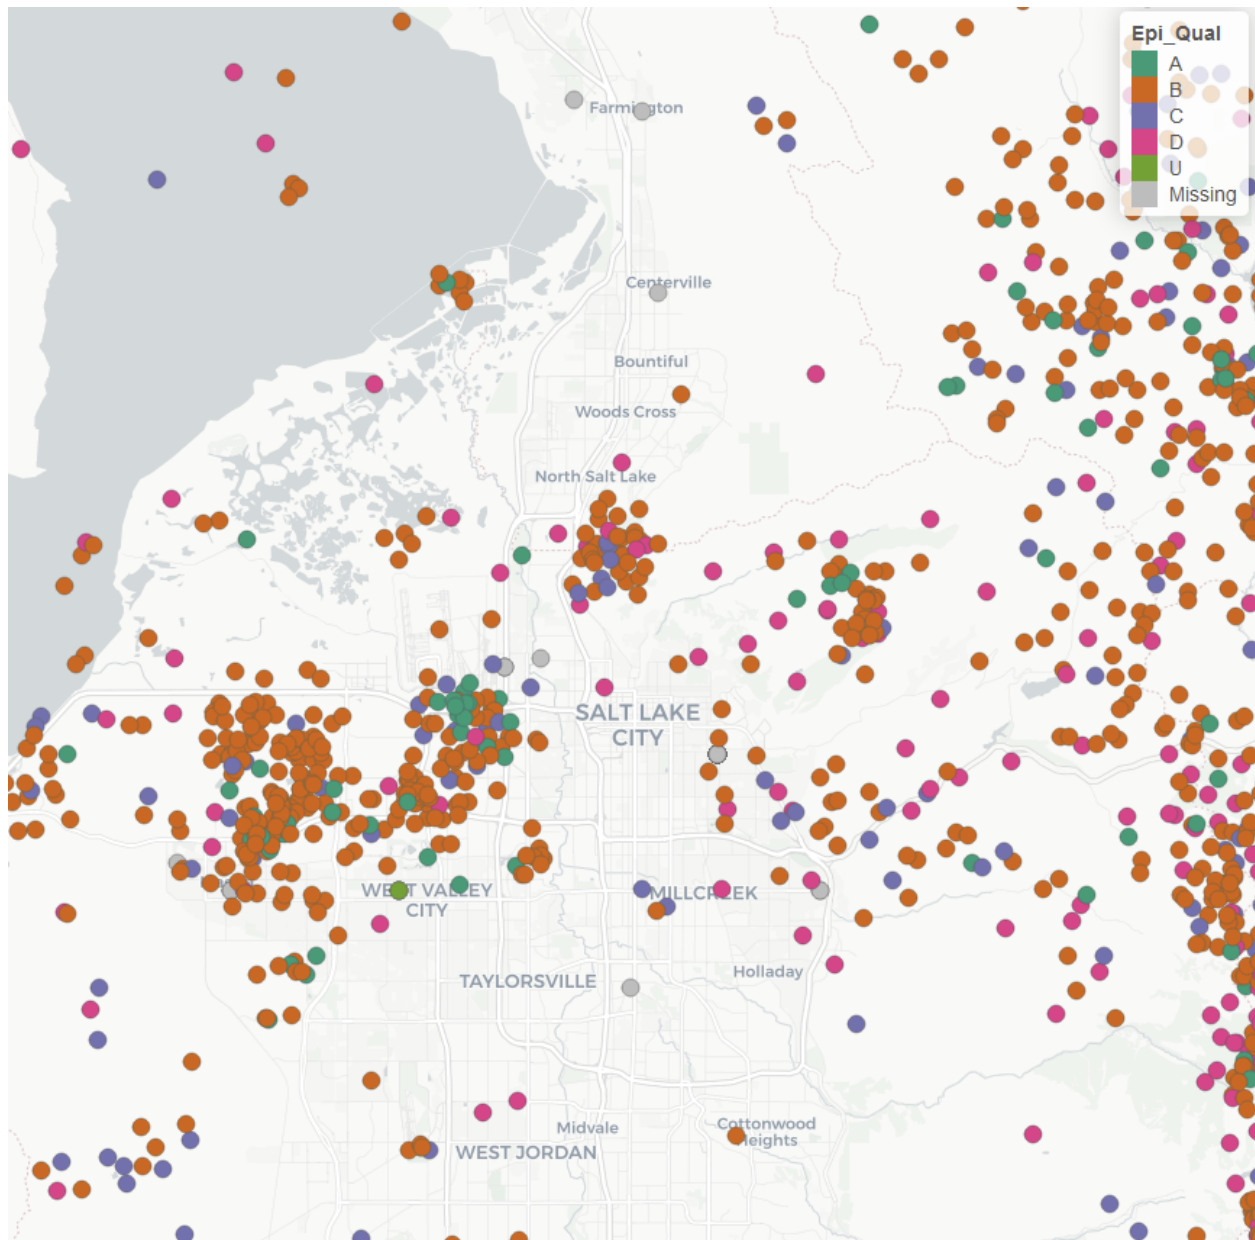 Epi_Qual
A
B
C
D
U
Missing
Farmington
Centerville
Bountiful
Woods Cross
North Salt Lake
SALT LAKE
CITY
WEST VALLEY
CITY
MILLCREEK
TAYLORSVILLE
Holladay
Midvale
Cottonwood
Heights
WEST JORDAN